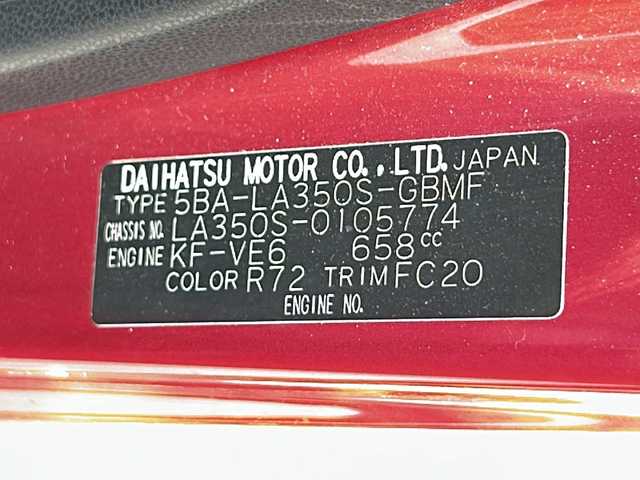 DAIHATSU MOTOR CO., LTD. JAPAN
TYPE 5BA-LA350S-GBMF
CHASSIS NO. LA350S-0105774
ENGINE KF-VE6 658cc
COLOR R72 TRIM FC20
ENGINE NO.